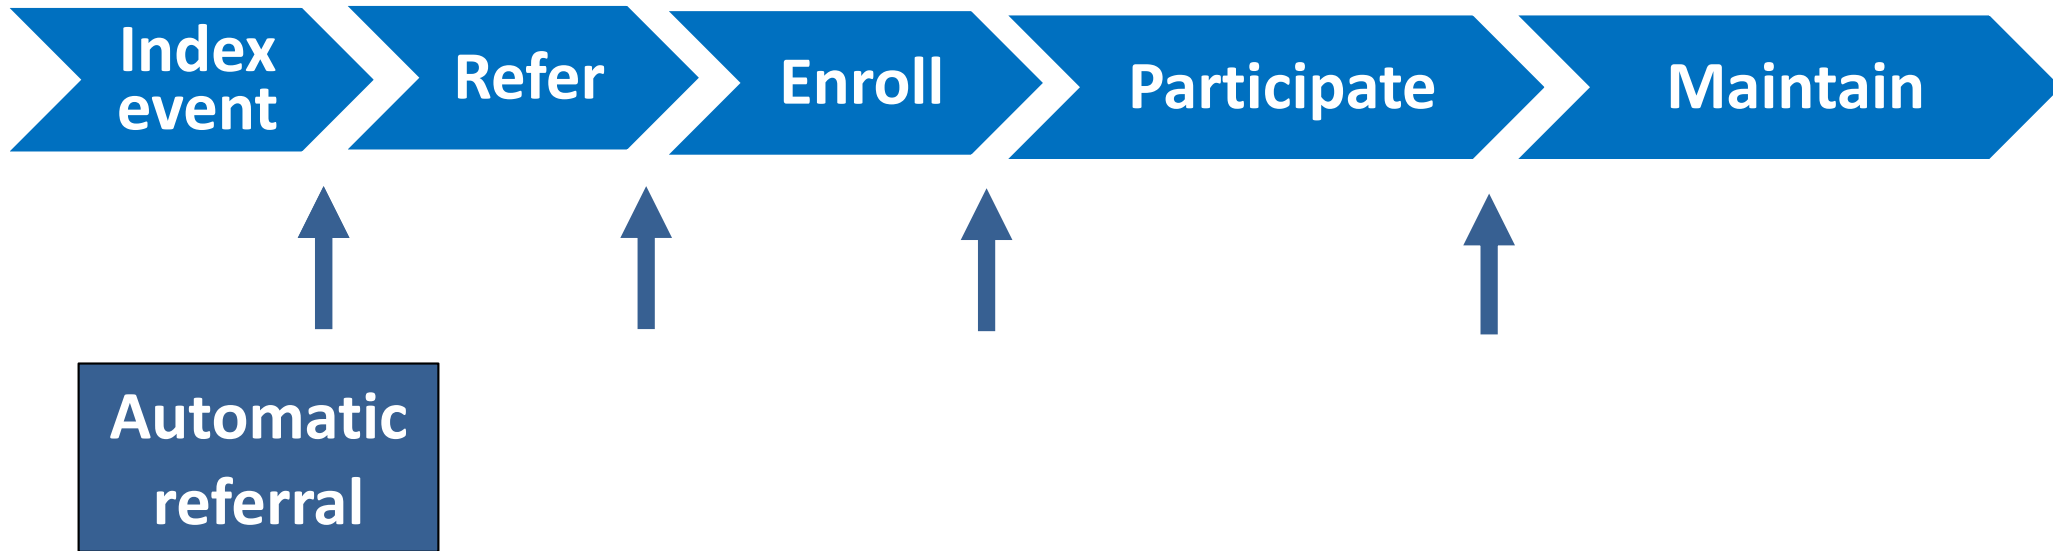 Index
event
Refer
Enroll
Participate
Maintain
Automatic
referral